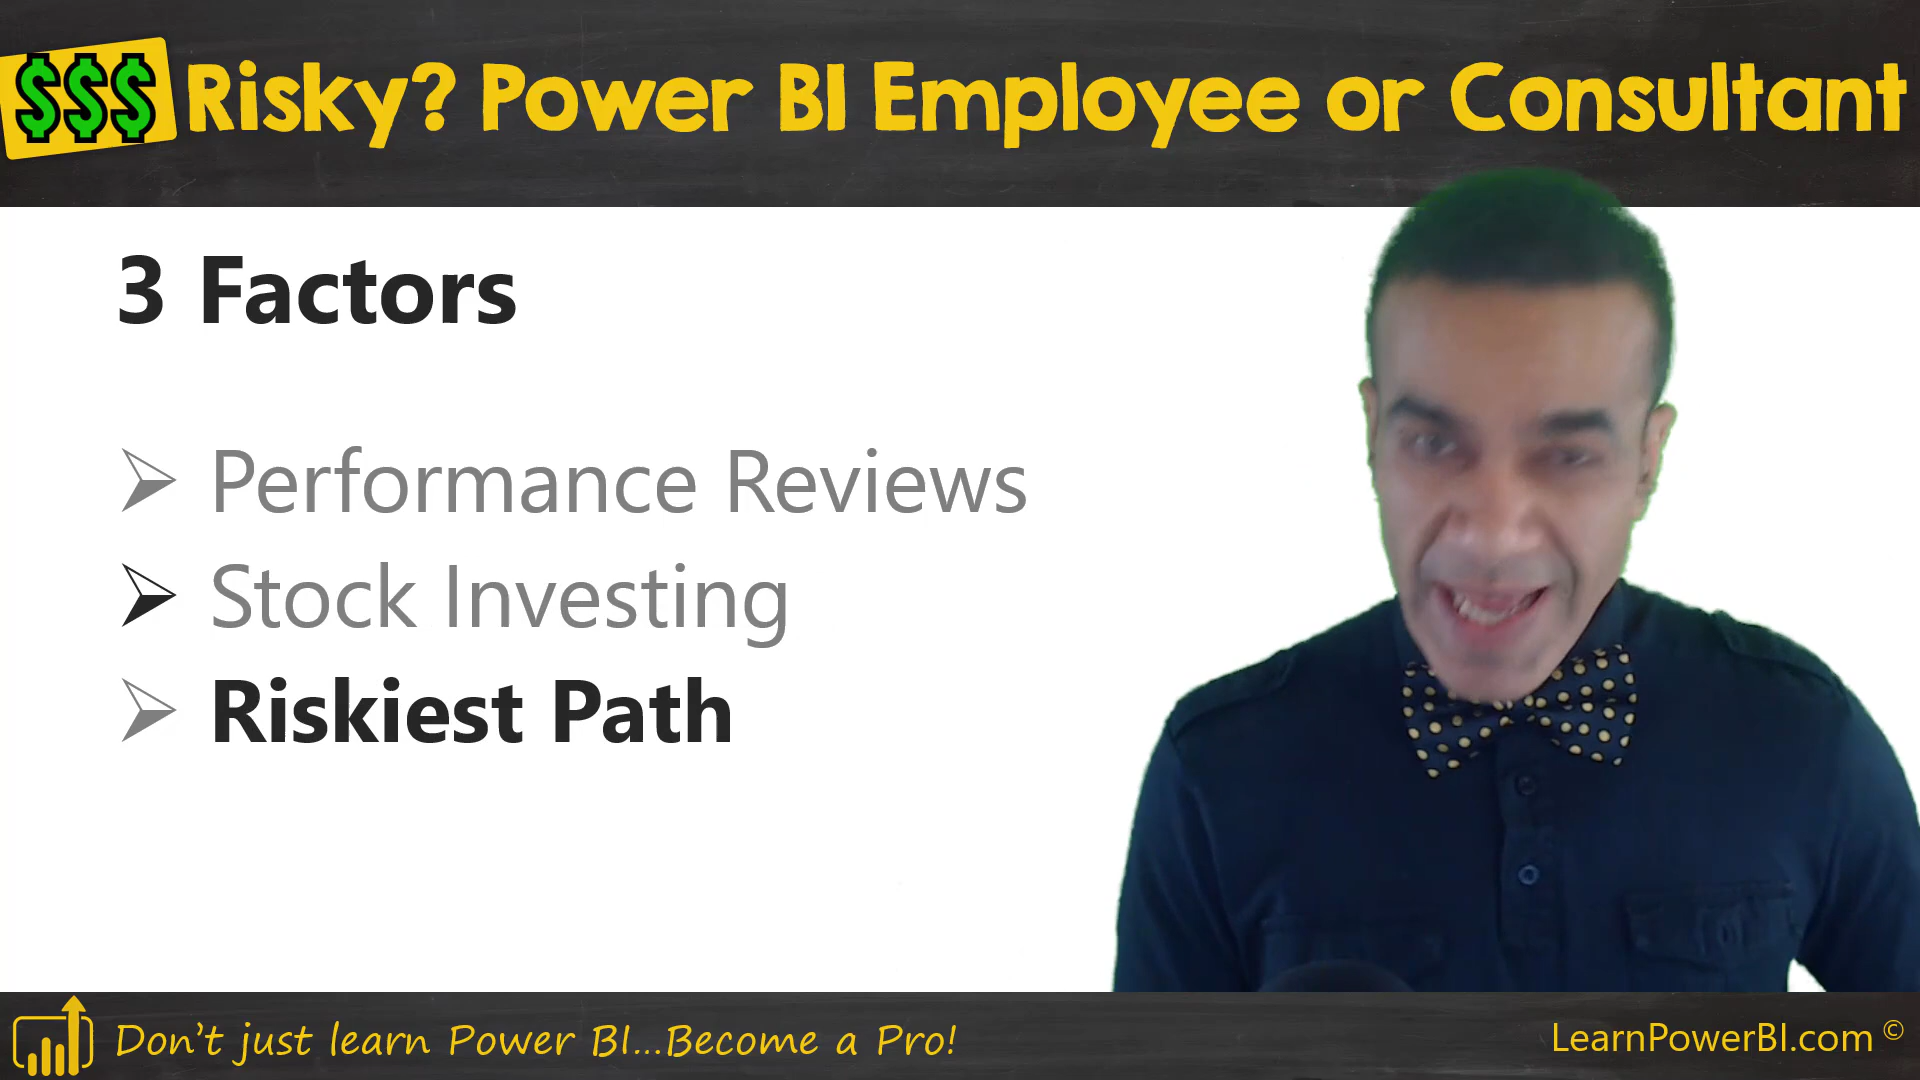 $$$ Risky? Power BI Employee or Consultant
3 Factors
Performance Reviews
Stock Investing
Riskiest Path
Don't just learn Power BI...Become a Pro!
LearnPowerBI.com ©